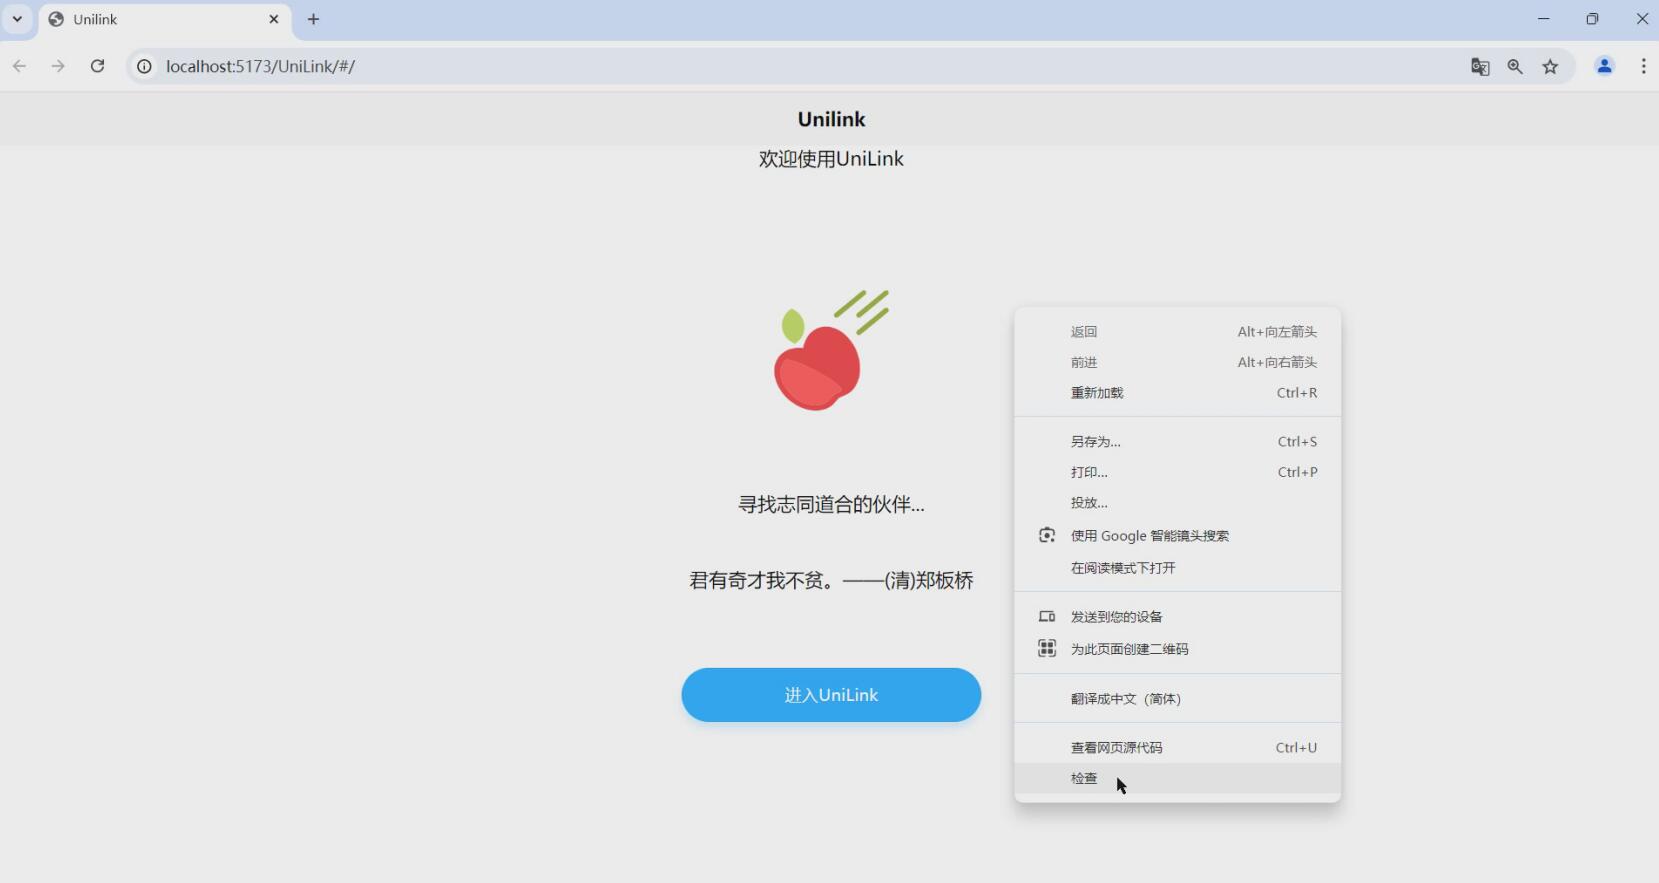 Unilink
localhost:5173/UniLink/#/
Unilink
欢迎使用UniLink
寻找志同道合的伙伴...
君有奇才我不贫。——(清)郑板桥
进入UniLink
返回 Alt+向左箭头
前进 Alt+向右箭头
重新加载 Ctrl+R
另存为... Ctrl+S
打印... Ctrl+P
投放...
使用 Google 智能镜头搜索
在阅读模式下打开
发送到您的设备
为此页面创建二维码
翻译成中文（简体）
查看网页源代码 Ctrl+U
检查